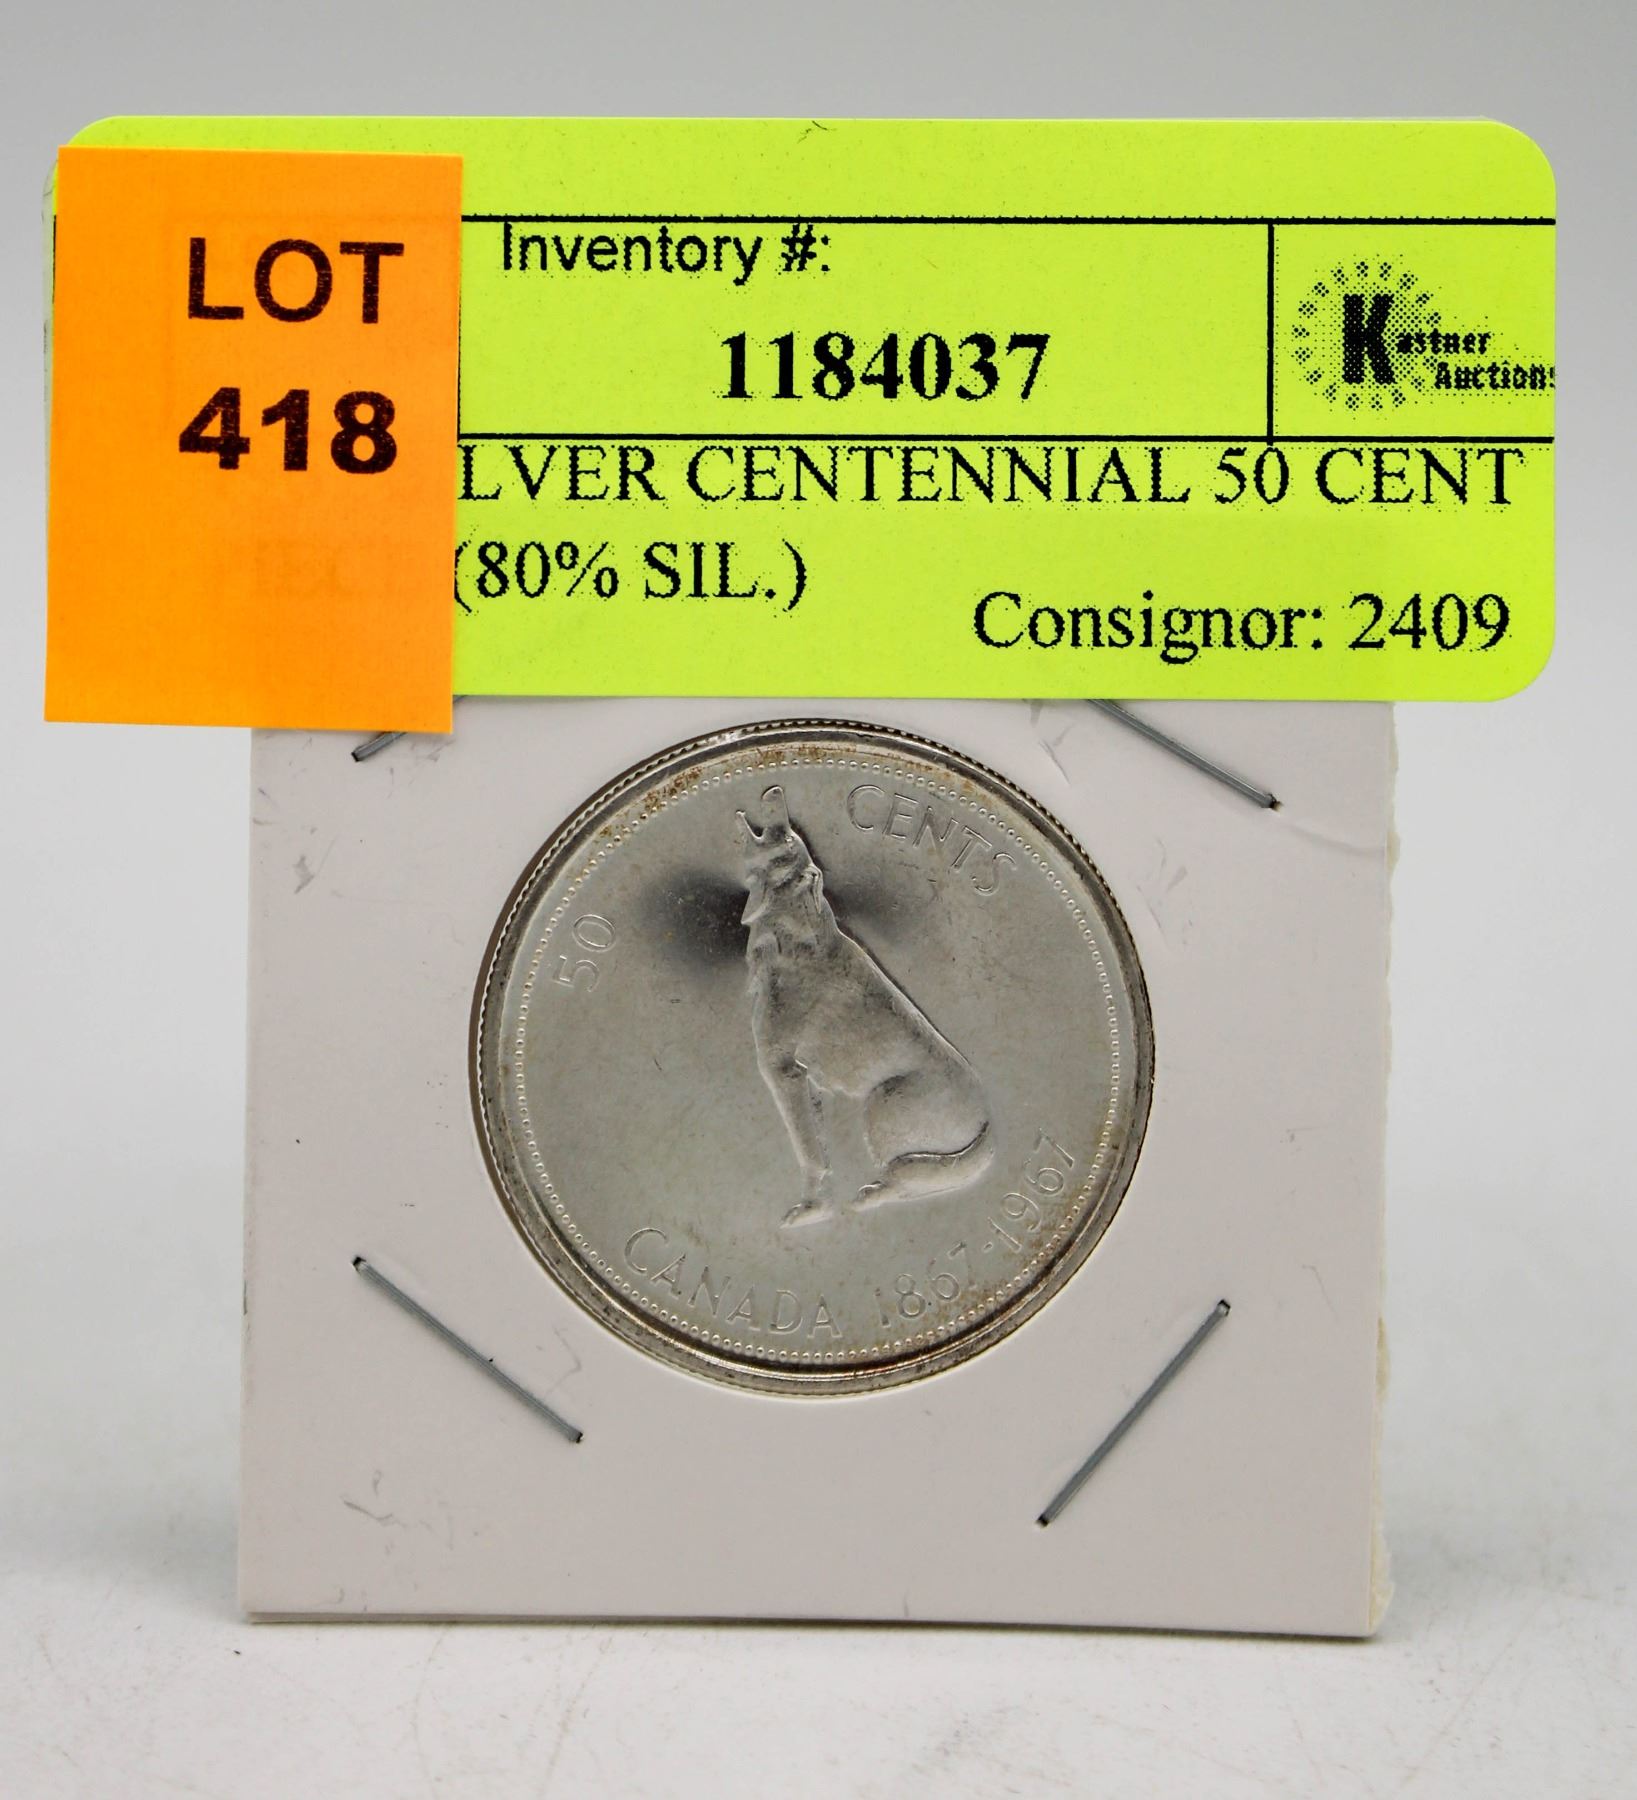 LOT
418
Inventory #:
1184037
Kastner
Auctions
LVER CENTENNIAL 50 CENT
(80% SIL.)
Consignor: 2409
50 CENTS
CANADA 1867-1967